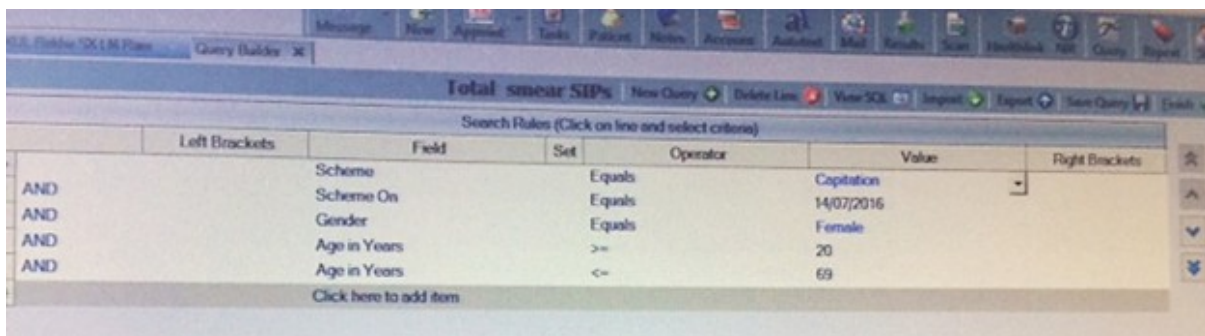 Message New Appoint Tasks Patient Notes Account Autotext Mail Results Scan Healthlink NIR Query Report
Query Builder
Total smear SIPs New Query Delete Line View SQL Import Export Save Query Finish
Search Rules (Click on line and select criteria)
Left Brackets Field Set Operator Value Right Brackets
Scheme Equals Capitation
AND Scheme On Equals 14/07/2016
AND Gender Equals Female
AND Age in Years >= 20
AND Age in Years <= 69
Click here to add item